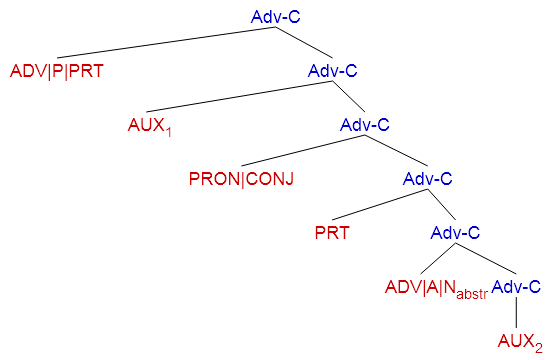 Adv-C
ADV|P|PRT Adv-C
AUX1 Adv-C
PRON|CONJ Adv-C
PRT Adv-C
ADV|A|Nabstr Adv-C
AUX2